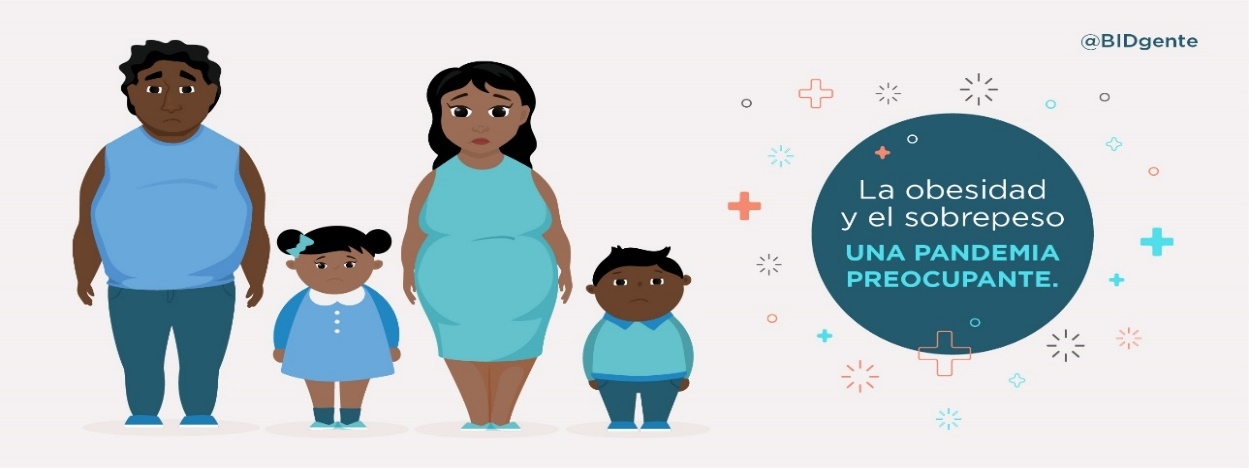 @BIDgente
La obesidad
y el sobrepeso
UNA PANDEMIA
PREOCUPANTE.